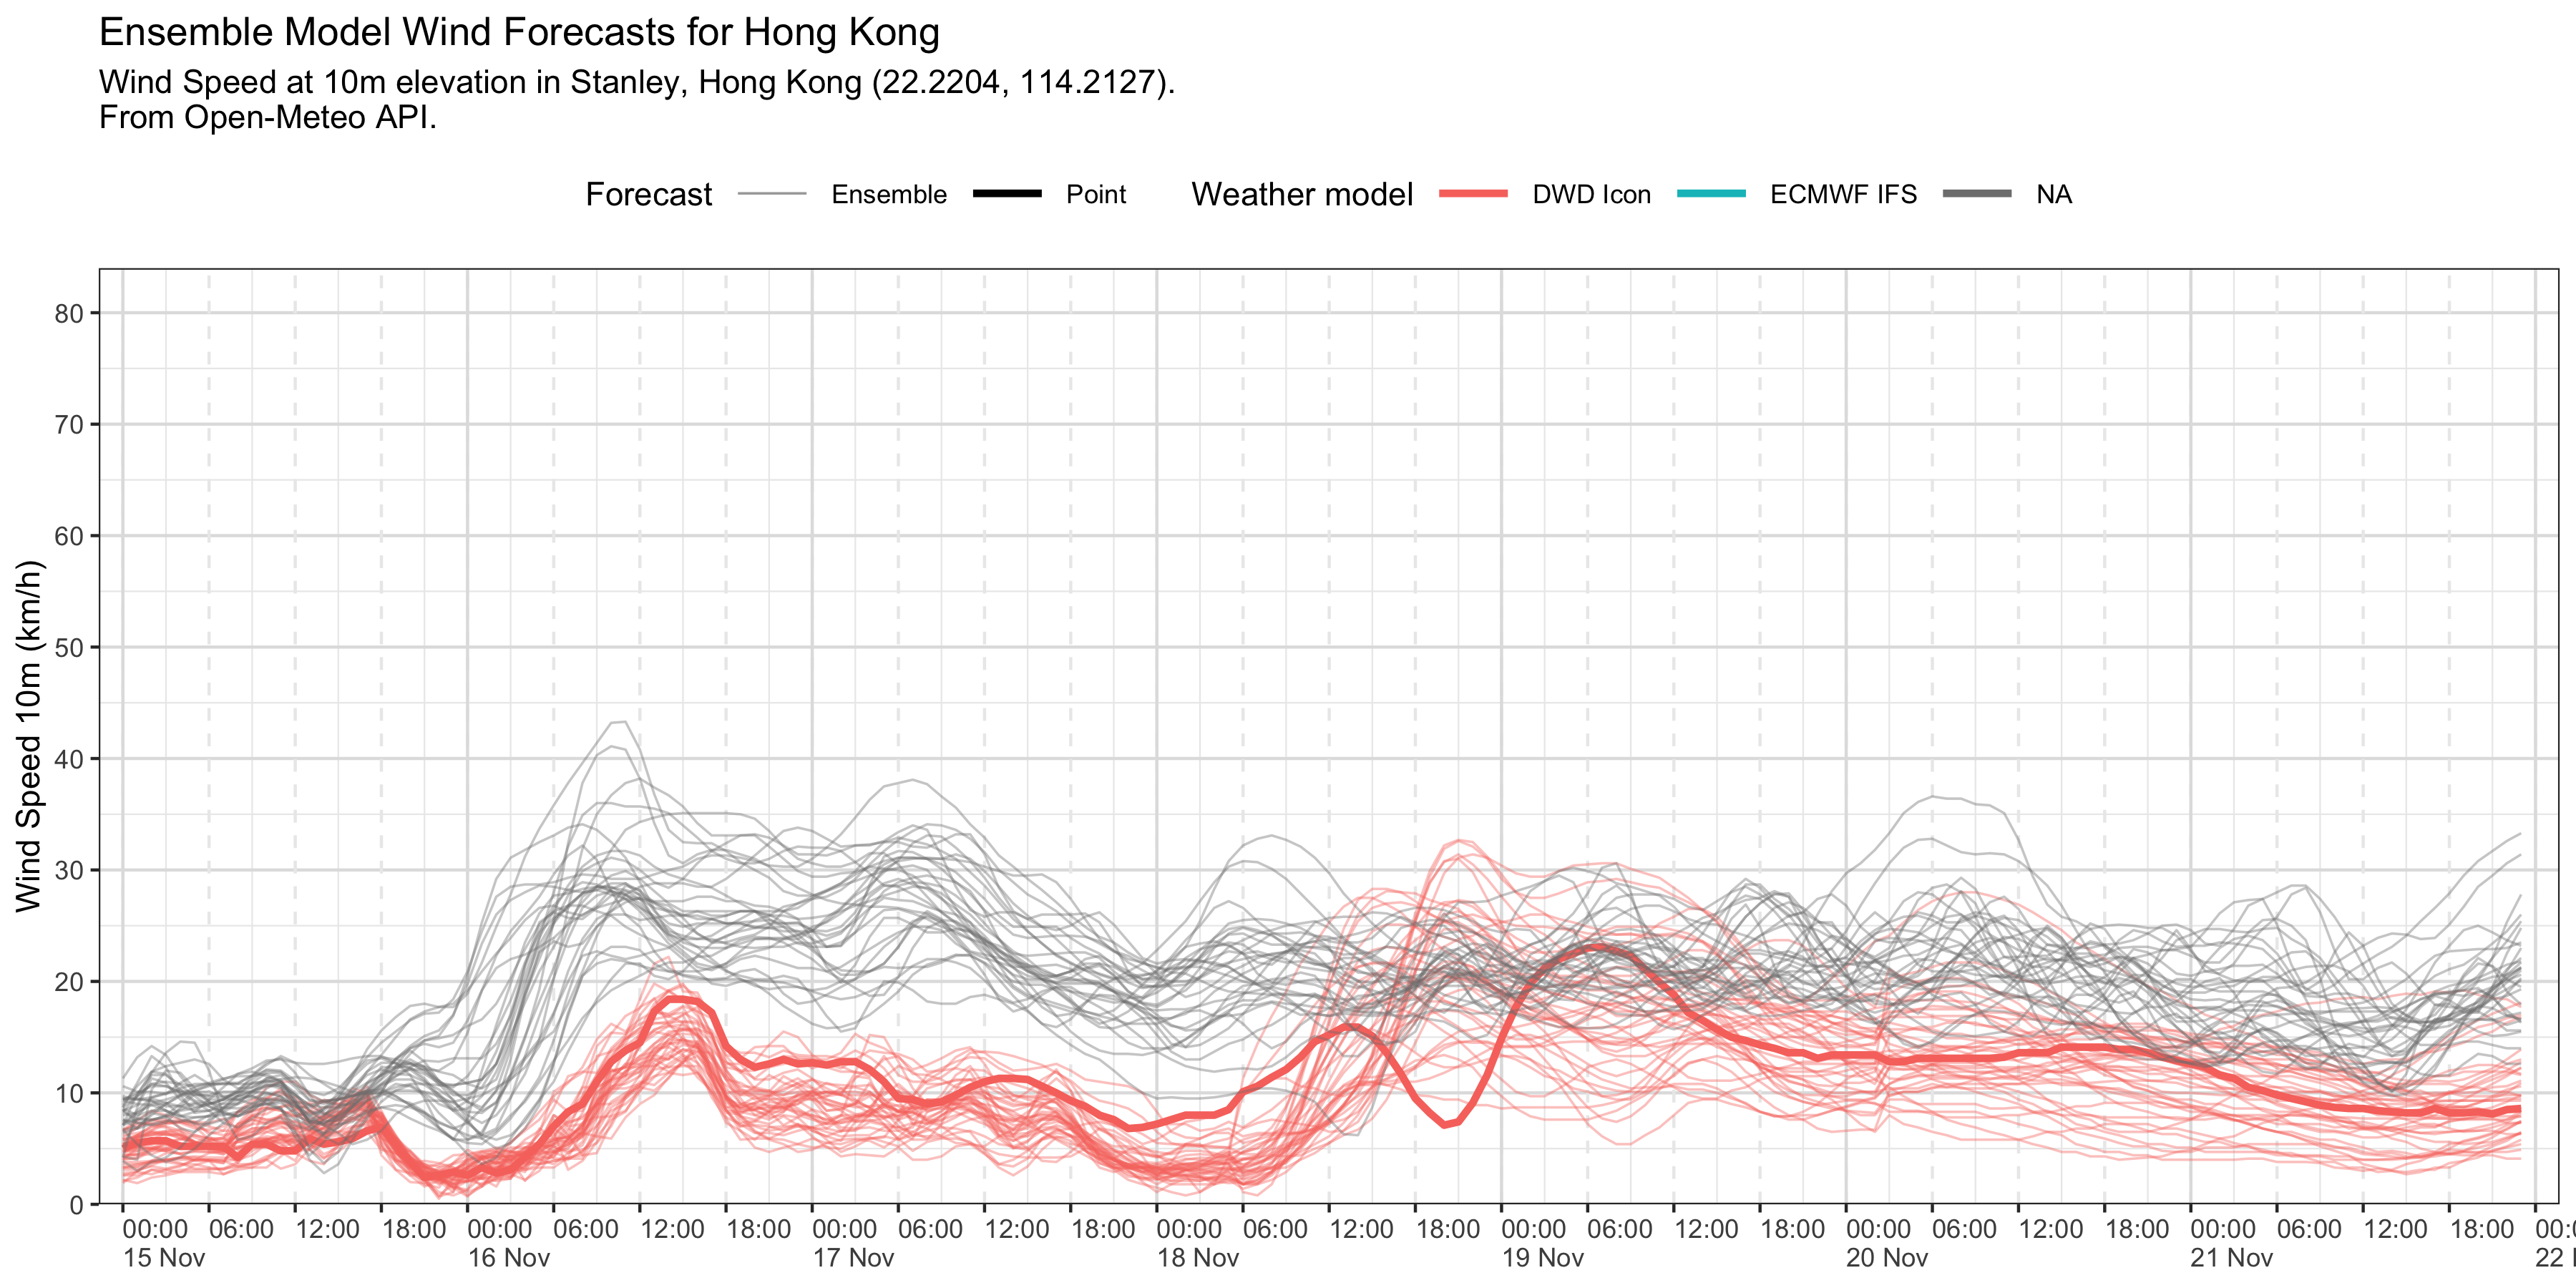 Ensemble Model Wind Forecasts for Hong Kong
Wind Speed at 10m elevation in Stanley, Hong Kong (22.2204, 114.2127).
From Open-Meteo API.
Forecast Ensemble Point Weather model DWD Icon ECMWF IFS NA
Wind Speed 10m (km/h)
80
70
60
50
40
30
20
10
0
00:00 06:00 12:00 18:00 00:00 06:00 12:00 18:00 00:00 06:00 12:00 18:00 00:00 06:00 12:00 18:00 00:00 06:00 12:00 18:00 00:00 06:00 12:00 18:00 00:00 06:00 12:00 18:00 00:
15 Nov 16 Nov 17 Nov 18 Nov 19 Nov 20 Nov 21 Nov 22